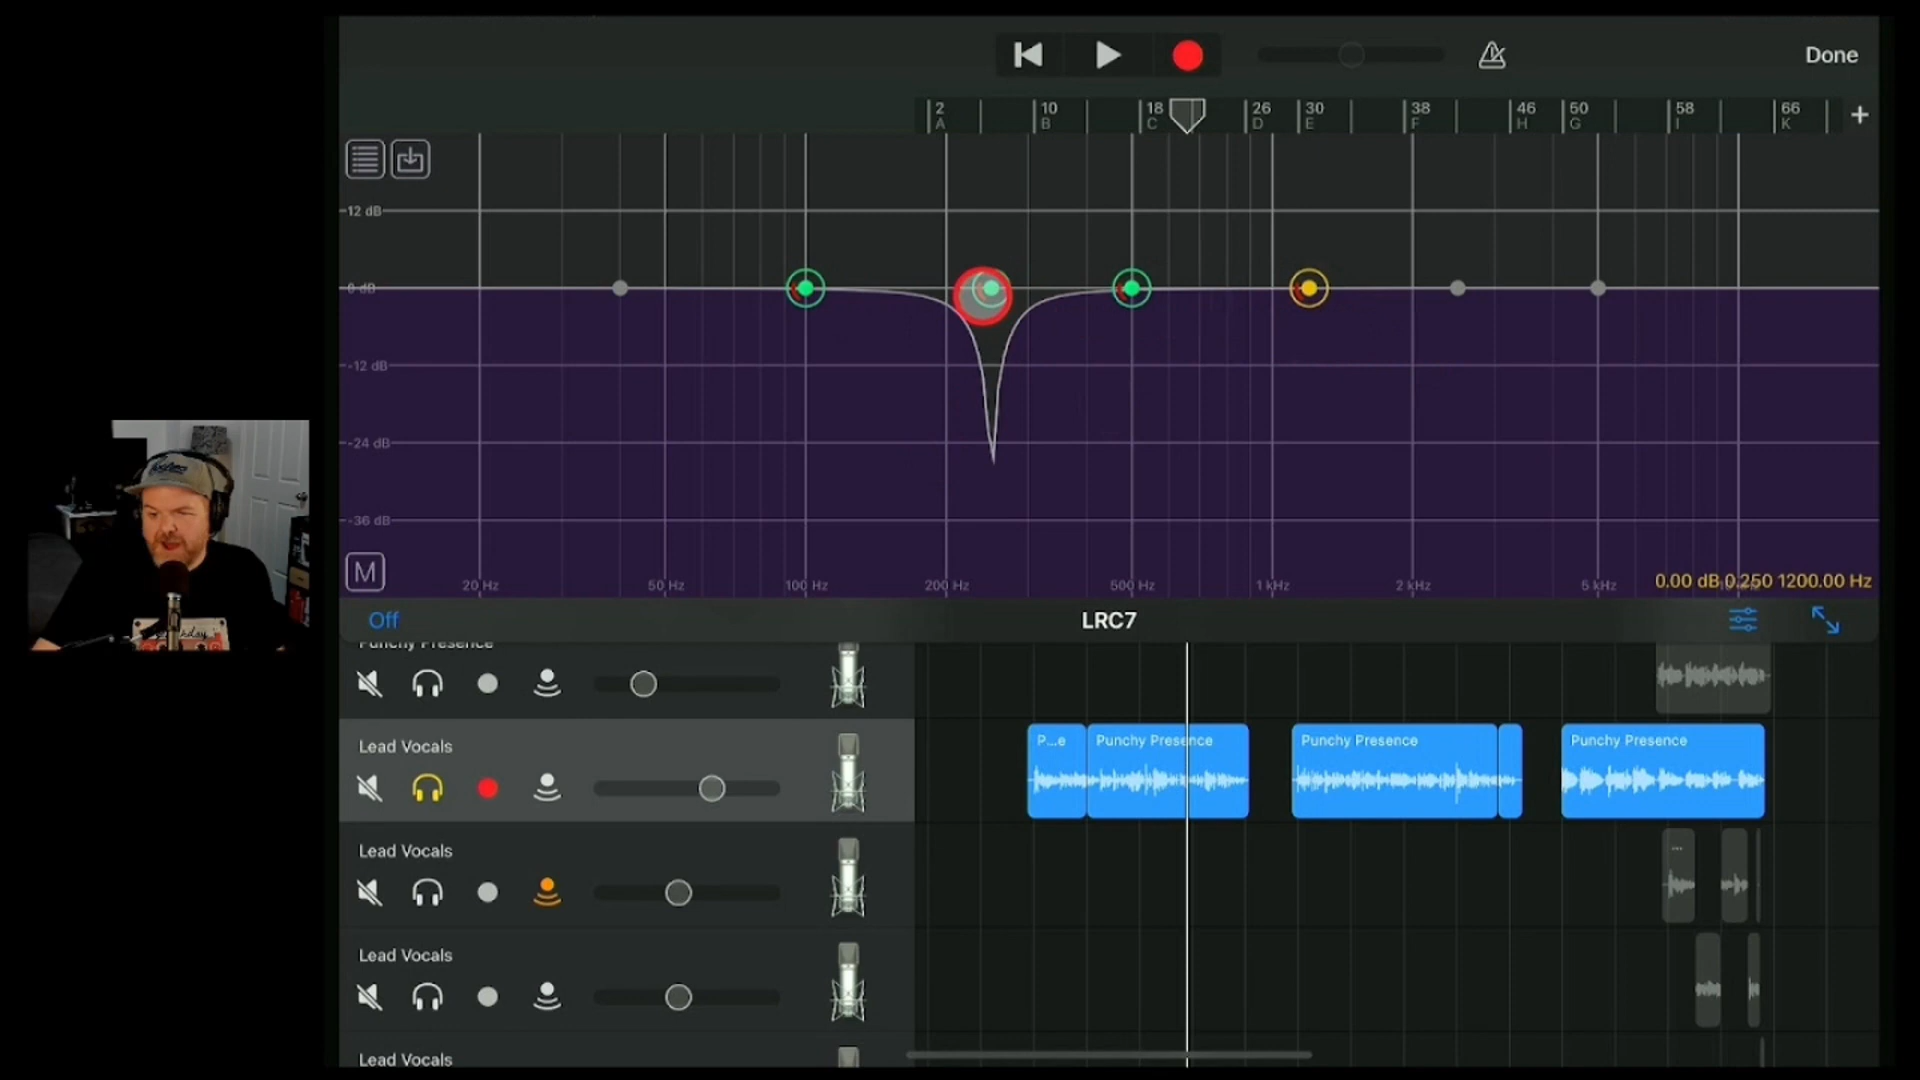 Done
2 10 18 26 30 38 46 50 58 66
A B C D E F H G I K
12 dB
0 dB
-12 dB
-24 dB
-36 dB
M
20 Hz 50 Hz 100 Hz 200 Hz 500 Hz 1 kHz 2 kHz 5 kHz
0.00 dB 0.250 1200.00 Hz
Off LRC7
Punchy Presence
Lead Vocals
P...e Punchy Presence Punchy Presence Punchy Presence
Lead Vocals
...
Lead Vocals
Lead Vocals